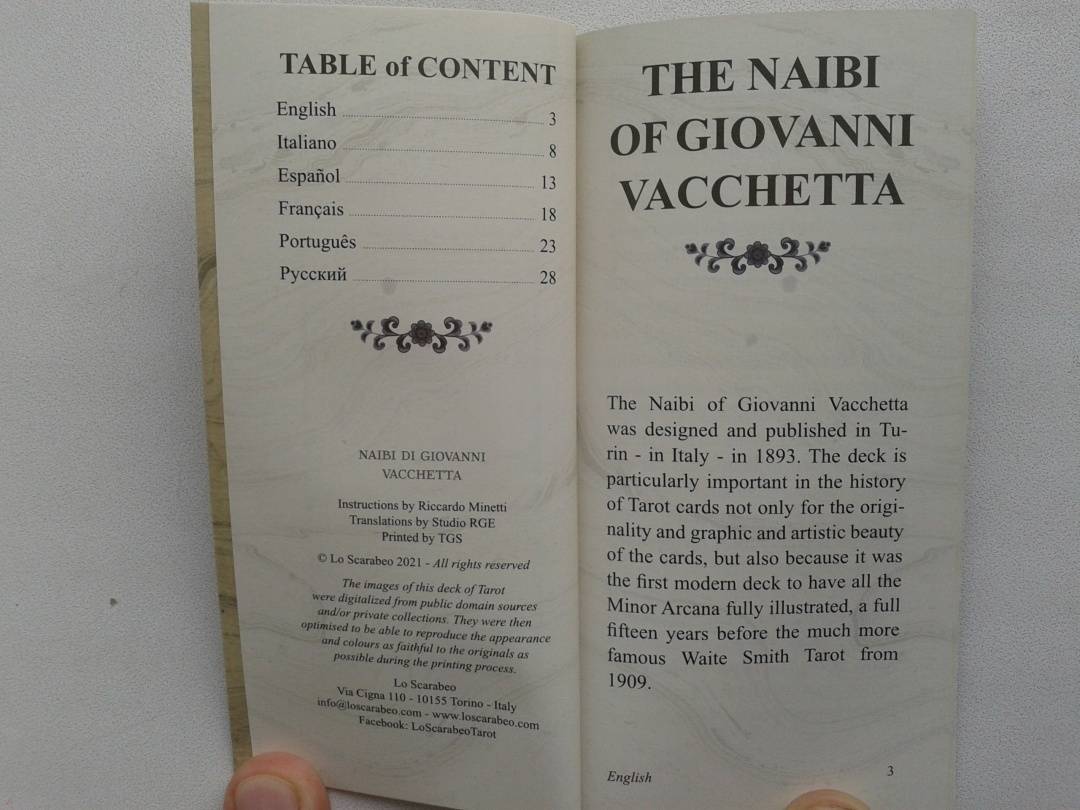 TABLE of CONTENT
English 3
Italiano 8
Español 13
Français 18
Português 23
Русский 28
NAIBI DI GIOVANNI
VACCHETTA
Instructions by Riccardo Minetti
Translations by Studio RGE
Printed by TGS
© Lo Scarabeo 2021 - All rights reserved
The images of this deck of Tarot
were digitalized from public domain sources
and/or private collections. They were then
optimised to be able to reproduce the appearance
and colours as faithful to the originals as
possible during the printing process.
Lo Scarabeo
Via Cigna 110 - 10155 Torino - Italy
info@loscarabeo.com - www.loscarabeo.com
Facebook: LoScarabeoTarot
THE NAIBI
OF GIOVANNI
VACCHETTA
The Naibi of Giovanni Vacchetta
was designed and published in Tu-
rin - in Italy - in 1893. The deck is
particularly important in the history
of Tarot cards not only for the origi-
nality and graphic and artistic beauty
of the cards, but also because it was
the first modern deck to have all the
Minor Arcana fully illustrated, a full
fifteen years before the much more
famous Waite Smith Tarot from
1909.
English 3